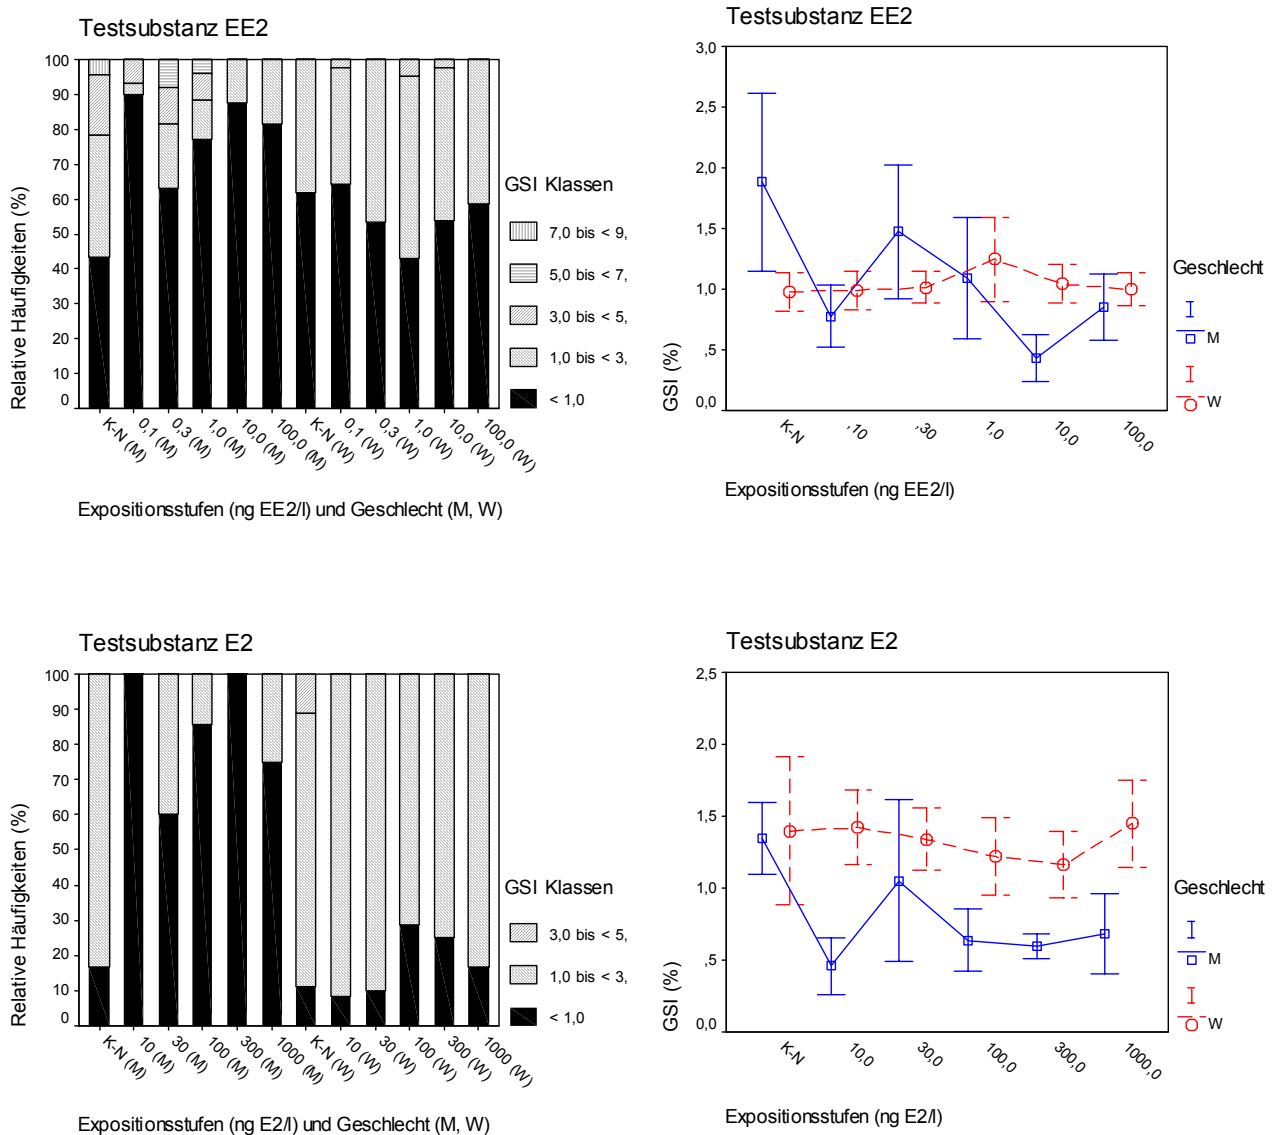 Testsubstanz EE2
Relative Häufigkeiten (%)
100
90
80
70
60
50
40
30
20
10
0
K-N (M)
0,1 (M)
0,3 (M)
1,0 (M)
10,0 (M)
100,0 (M)
K-N (W)
0,1 (W)
0,3 (W)
1,0 (W)
10,0 (W)
100,0 (W)
Expositionsstufen (ng EE2/l) und Geschlecht (M, W)
GSI Klassen
7,0 bis < 9,
5,0 bis < 7,
3,0 bis < 5,
1,0 bis < 3,
< 1,0
Testsubstanz EE2
GSI (%)
3,0
2,5
2,0
1,5
1,0
,5
0,0
K-N
,10
,30
1,0
10,0
100,0
Expositionsstufen (ng EE2/l)
Geschlecht
M
W
Testsubstanz E2
Relative Häufigkeiten (%)
100
90
80
70
60
50
40
30
20
10
0
K-N (M)
10 (M)
30 (M)
100 (M)
300 (M)
1000 (M)
K-N (W)
10 (W)
30 (W)
100 (W)
300 (W)
1000 (W)
Expositionsstufen (ng E2/l) und Geschlecht (M, W)
GSI Klassen
3,0 bis < 5,
1,0 bis < 3,
< 1,0
Testsubstanz E2
GSI (%)
2,5
2,0
1,5
1,0
,5
0,0
K-N
10,0
30,0
100,0
300,0
1000,0
Expositionsstufen (ng E2/l)
Geschlecht
M
W